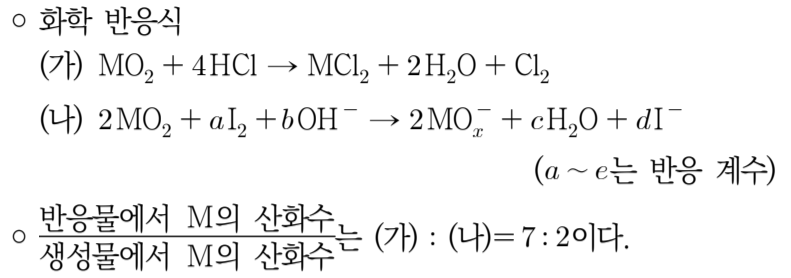 ○ 화학 반응식
(가) MO₂ + 4HCl → MCl₂ + 2H₂O + Cl₂
(나) 2MO₂ + aI₂ + bOH⁻ → 2MOₓ⁻ + cH₂O + dI⁻
(a ~ e는 반응 계수)
○ 반응물에서 M의 산화수 / 생성물에서 M의 산화수 는 (가) : (나) = 7 : 2이다.